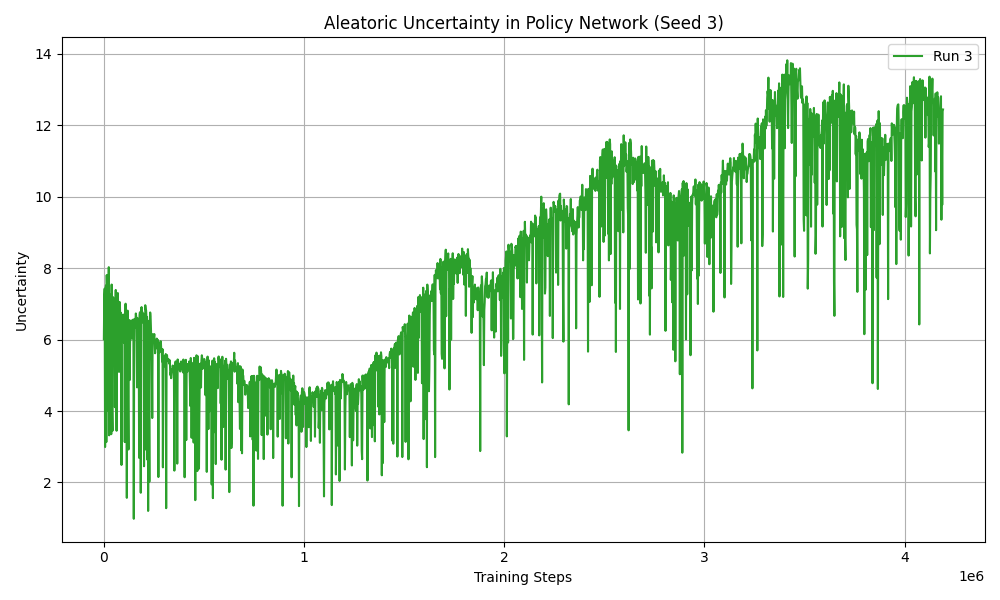 Aleatoric Uncertainty in Policy Network (Seed 3)
Run 3
Uncertainty
14
12
10
8
6
4
2
0
1
2
3
4
1e6
Training Steps